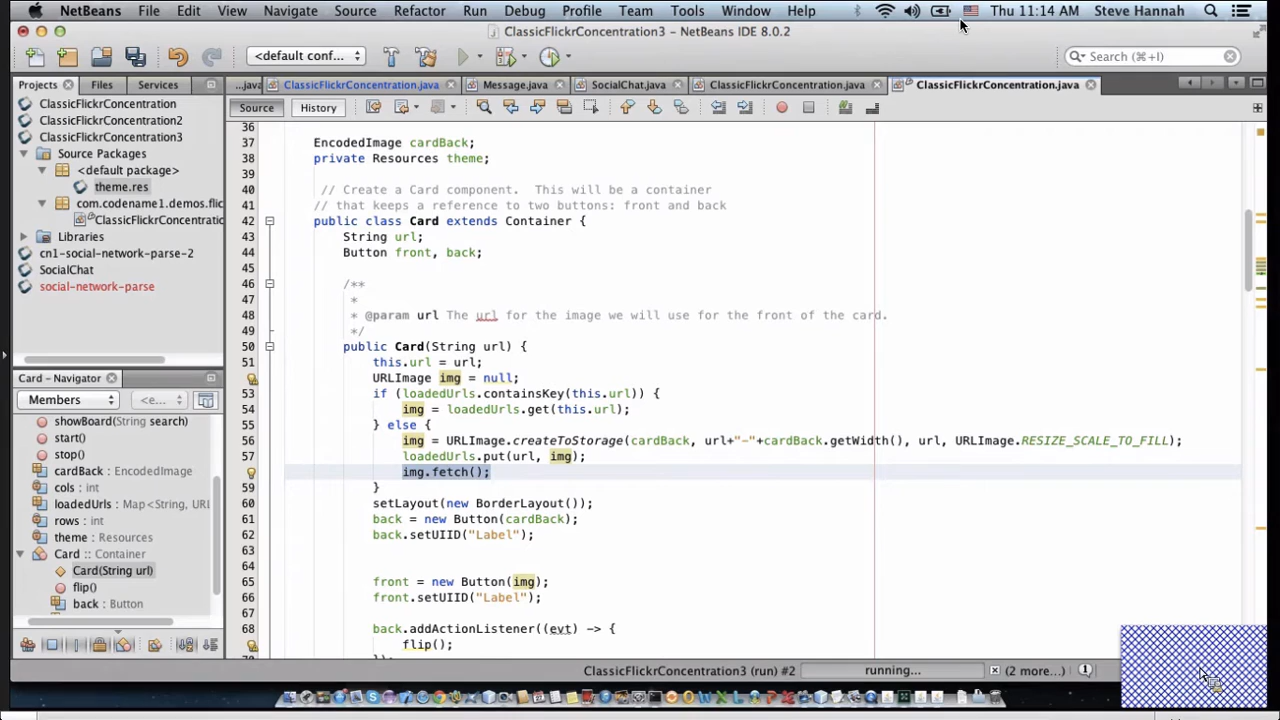 NetBeans File Edit View Navigate Source Refactor Run Debug Profile Team Tools Window Help Thu 11:14 AM Steve Hannah
ClassicFlickrConcentration3 – NetBeans IDE 8.0.2
<default conf... Search (⌘+I)
Projects Files Services ...java ClassicFlickrConcentration.java Message.java SocialChat.java ClassicFlickrConcentration.java ClassicFlickrConcentration.java
Source History
ClassicFlickrConcentration
ClassicFlickrConcentration2
ClassicFlickrConcentration3
Source Packages
<default package>
theme.res
com.codename1.demos.flic
ClassicFlickrConcentratio
Libraries
cn1-social-network-parse-2
SocialChat
social-network-parse
Card - Navigator
Members <e...
showBoard(String search)
start()
stop()
cardBack : EncodedImage
cols : int
loadedUrls : Map<String, URL
rows : int
theme : Resources
Card :: Container
Card(String url)
flip()
back : Button
36
37 EncodedImage cardBack;
38 private Resources theme;
39
40 // Create a Card component. This will be a container
41 // that keeps a reference to two buttons: front and back
42 public class Card extends Container {
43 String url;
44 Button front, back;
45
46 /**
47 *
48 * @param url The url for the image we will use for the front of the card.
49 */
50 public Card(String url) {
51 this.url = url;
URLImage img = null;
53 if (loadedUrls.containsKey(this.url)) {
54 img = loadedUrls.get(this.url);
55 } else {
56 img = URLImage.createToStorage(cardBack, url+"-"+cardBack.getWidth(), url, URLImage.RESIZE_SCALE_TO_FILL);
57 loadedUrls.put(url, img);
img.fetch();
59 }
60 setLayout(new BorderLayout());
61 back = new Button(cardBack);
62 back.setUIID("Label");
63
64
65 front = new Button(img);
66 front.setUIID("Label");
67
68 back.addActionListener((evt) -> {
flip();
});
ClassicFlickrConcentration3 (run) #2 running... (2 more...)